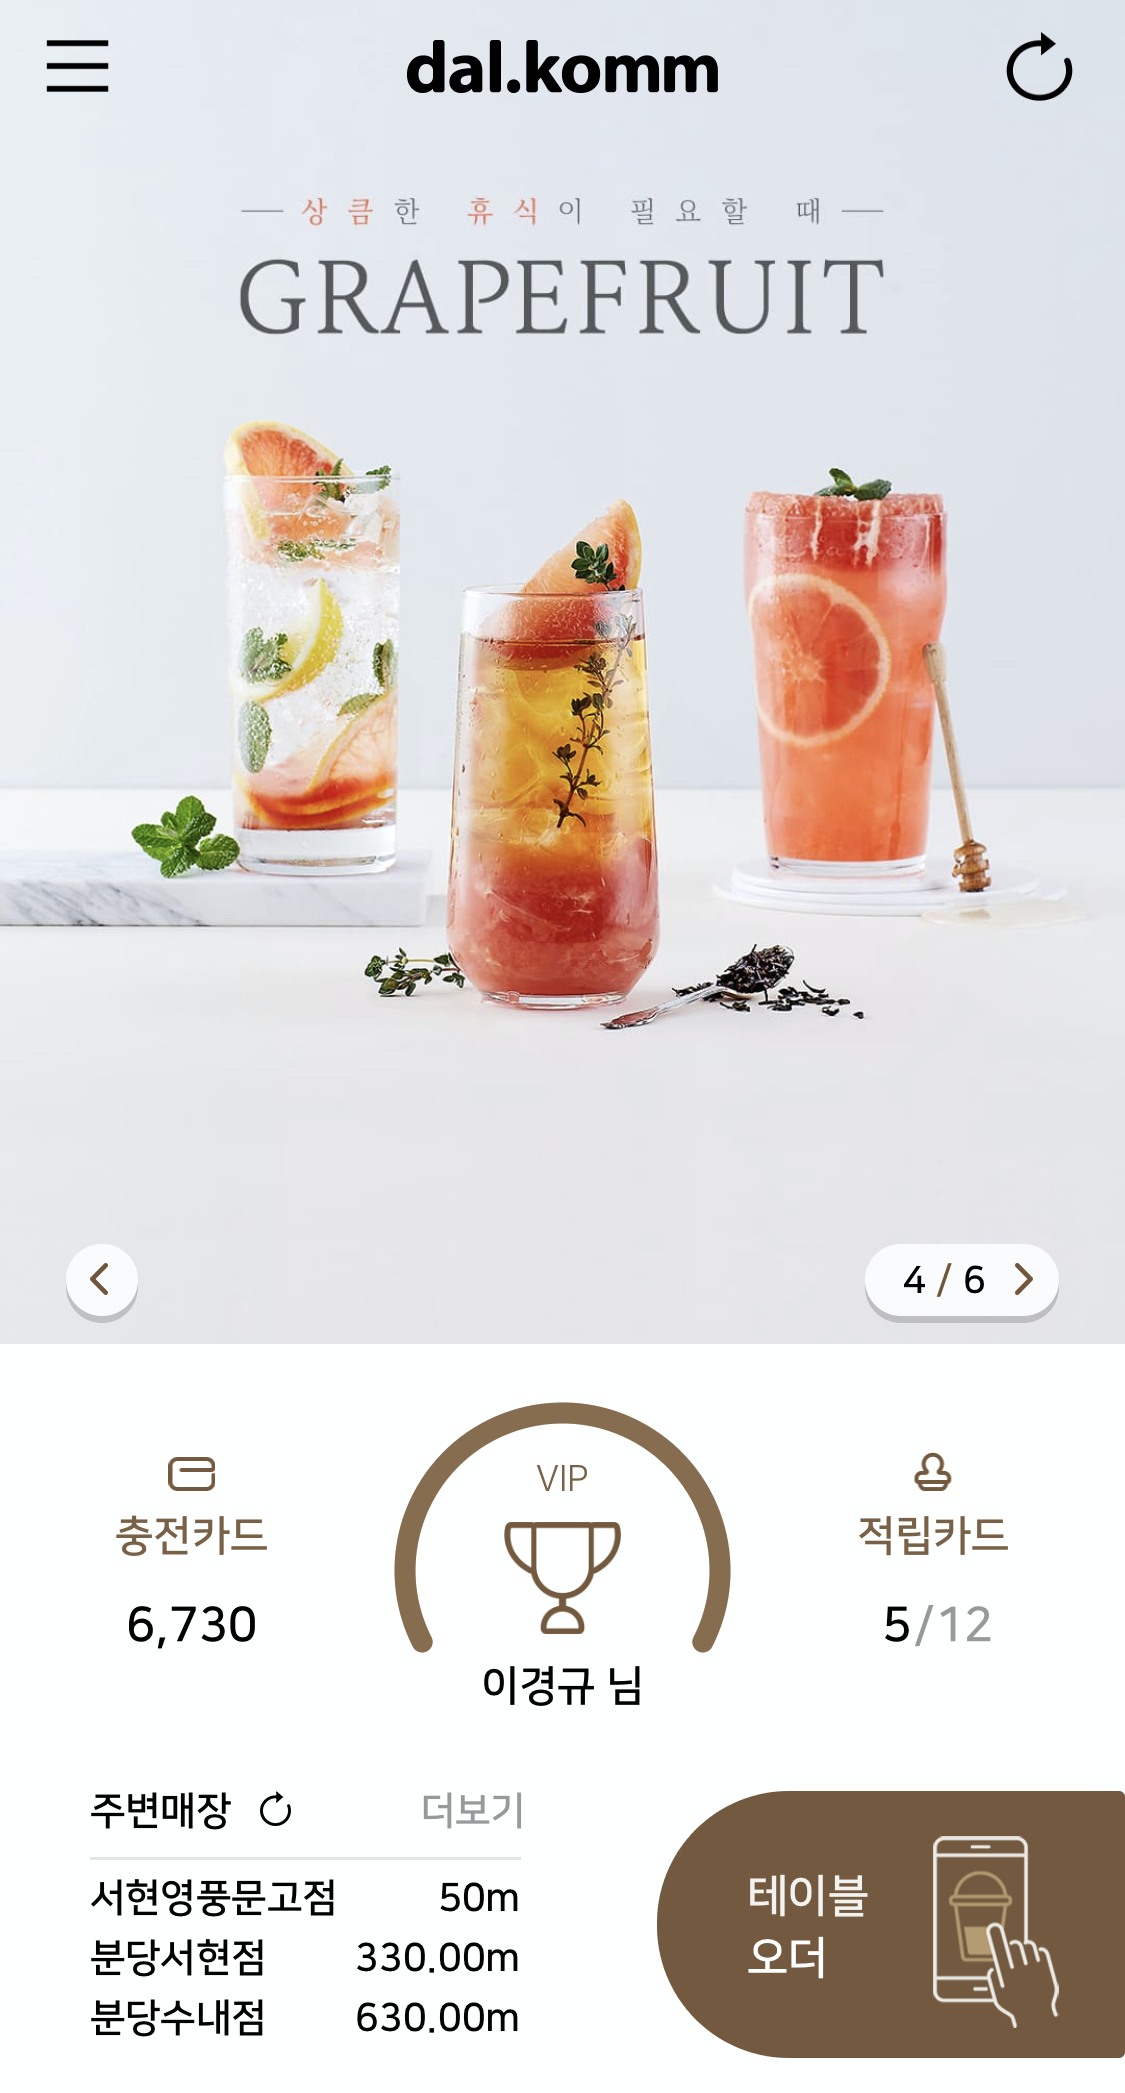 dal.komm
상큼한 휴식이 필요할 때
GRAPEFRUIT
4 / 6
충전카드
6,730
VIP
이경규 님
적립카드
5/12
주변매장 더보기
서현영풍문고점 50m
분당서현점 330.00m
분당수내점 630.00m
테이블
오더